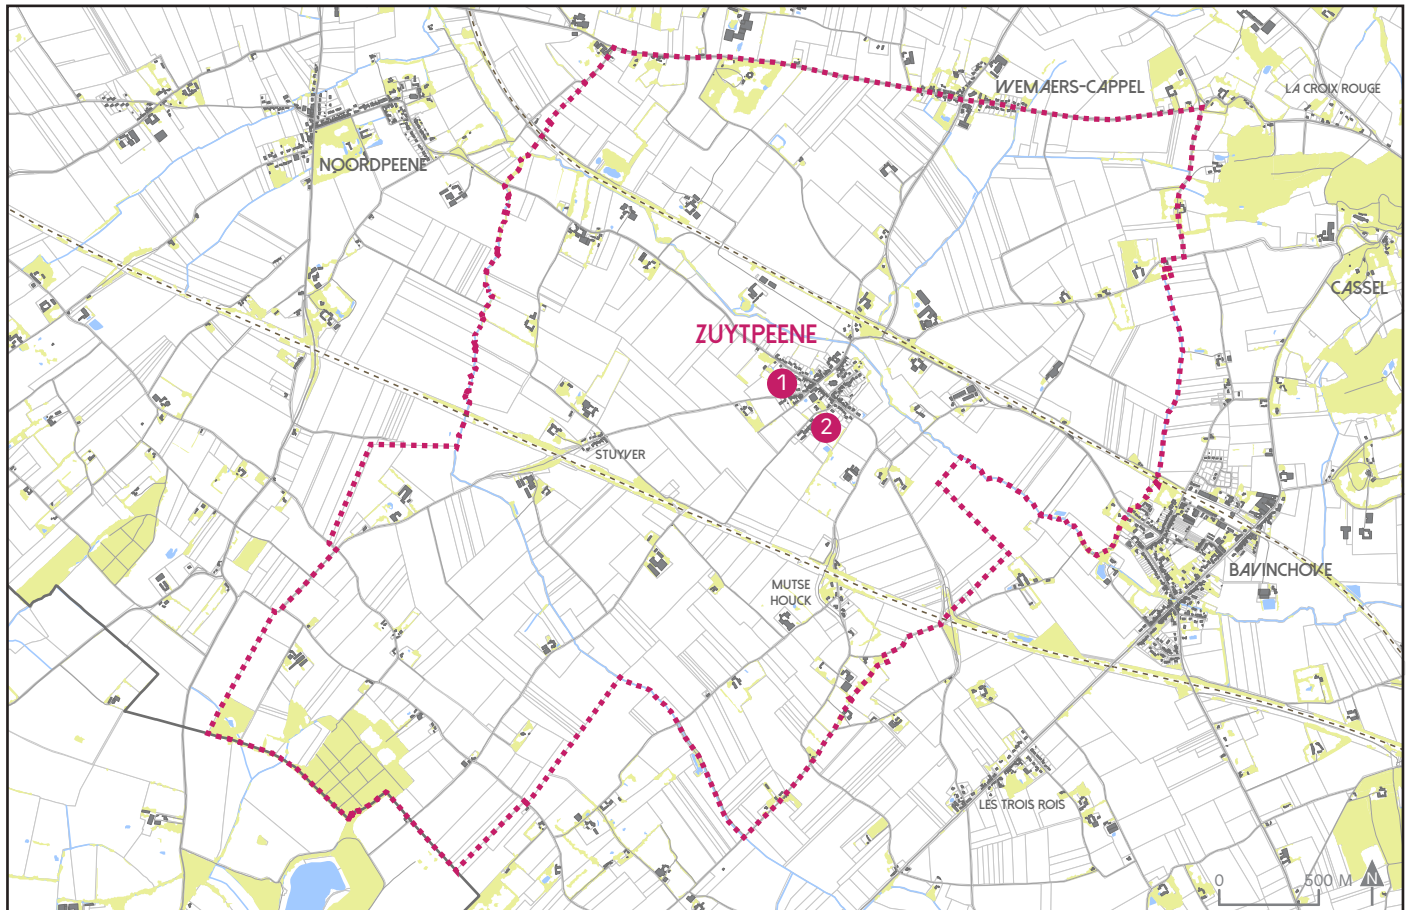 WEMAERS-CAPPEL
LA CROIX ROUGE
NOORDPEENE
CASSEL
ZUYTPEENE
1
2
STUYVER
BAVINCHOVE
MUTSE
HOUCK
LES TROIS ROIS
0 500 M N